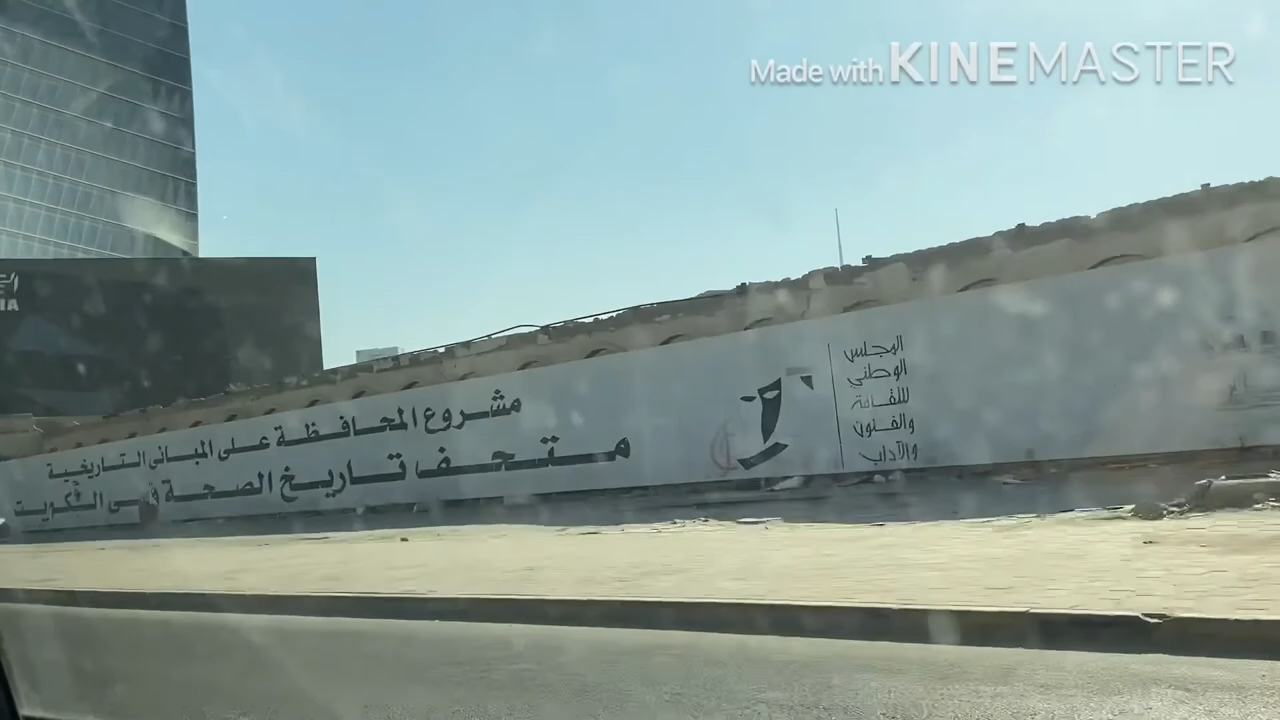 Made with KINEMASTER
المجلس
الوطني
للثقافة
والفنون
والآداب
مشروع المحافظة على المباني التاريخية
متحف تاريخ الصحة في الكويت